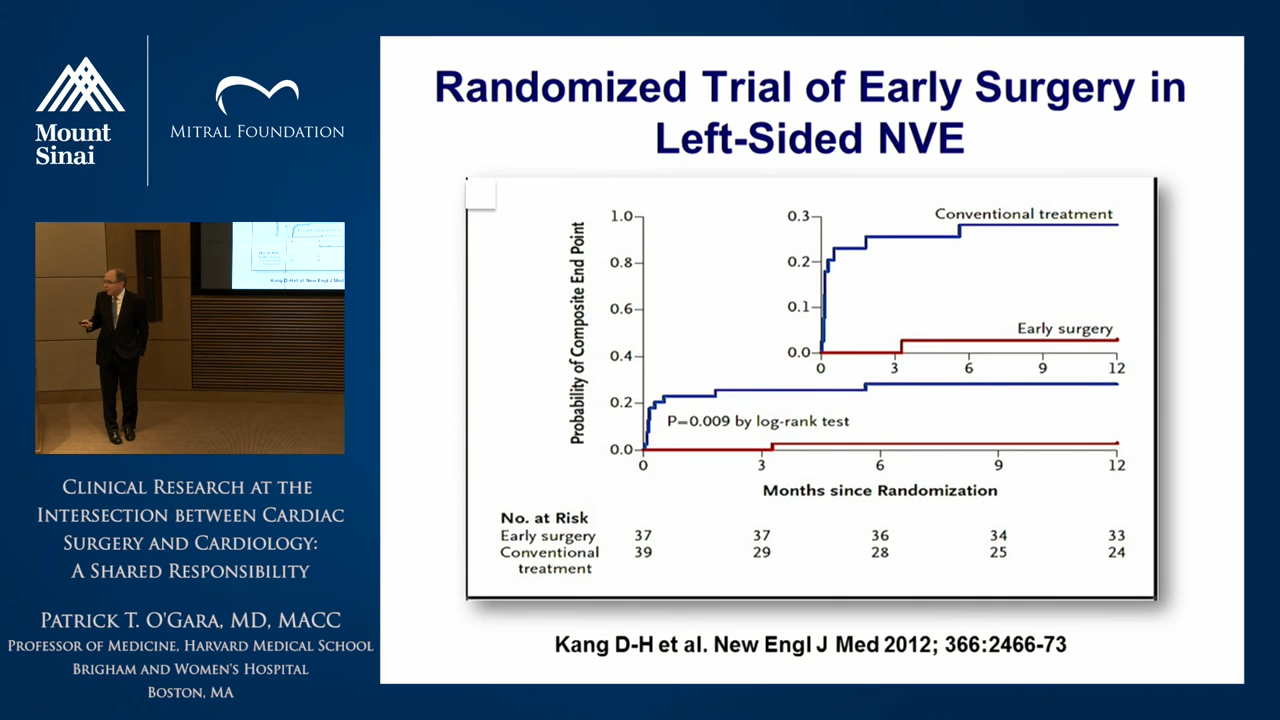 Mount
Sinai
MITRAL FOUNDATION
CLINICAL RESEARCH AT THE
INTERSECTION BETWEEN CARDIAC
SURGERY AND CARDIOLOGY:
A SHARED RESPONSIBILITY
PATRICK T. O'GARA, MD, MACC
PROFESSOR OF MEDICINE, HARVARD MEDICAL SCHOOL
BRIGHAM AND WOMEN'S HOSPITAL
BOSTON, MA
Randomized Trial of Early Surgery in
Left-Sided NVE
Probability of Composite End Point
1.0
0.8
0.6
0.4
0.2
0.0
0 3 6 9 12
Months since Randomization
P=0.009 by log-rank test
0.3
0.2
0.1
0.0
0 3 6 9 12
Conventional treatment
Early surgery
No. at Risk
Early surgery 37 37 36 34 33
Conventional 39 29 28 25 24
treatment
Kang D-H et al. New Engl J Med 2012; 366:2466-73